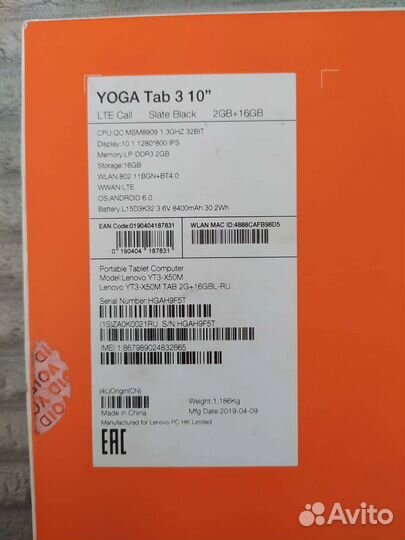 YOGA Tab 3 10”
LTE Call Slate Black 2GB+16GB
CPU:QC MSM8909 1.3GHZ 32BIT
Display:10.1 1280*800 IPS
Memory:LP-DDR3 2GB
Storage:16GB
WLAN:802.11BGN+BT4.0
WWAN LTE
OS:ANDROID 6.0
Battery:L15D3K32 3.6V 8400mAh 30.2Wh
EAN Code:0190404187831 WLAN MAC ID:4888CAFB98D5
0 190404 187831
Portable Tablet Computer
Model:Lenovo YT3-X50M
Lenovo YT3-X50M TAB 2G+16GBL-RU
Serial Number:HGAH9F5T
(1S)ZA0K0021RU S/N:HGAH9F5T
IMEI 1:867989024832665
(4L)Origin(CN) Weight:1.186Kg
Made in China Mfg Date:2019-04-09
Manufactured for Lenovo PC HK Limited
EAC
VOID
VOID
Avito